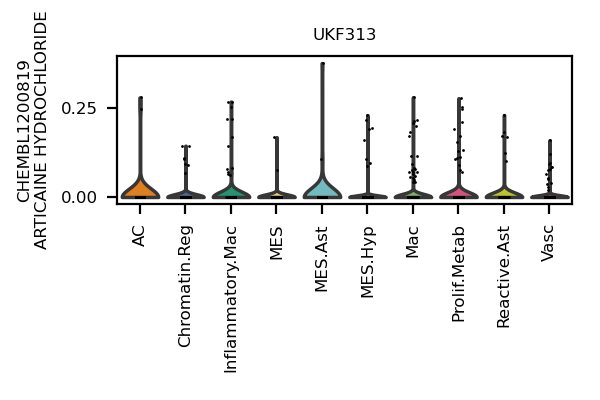 UKF313
CHEMBL1200819
ARTICAINE HYDROCHLORIDE
0.25
0.00
AC
Chromatin.Reg
Inflammatory.Mac
MES
MES.Ast
MES.Hyp
Mac
Prolif.Metab
Reactive.Ast
Vasc